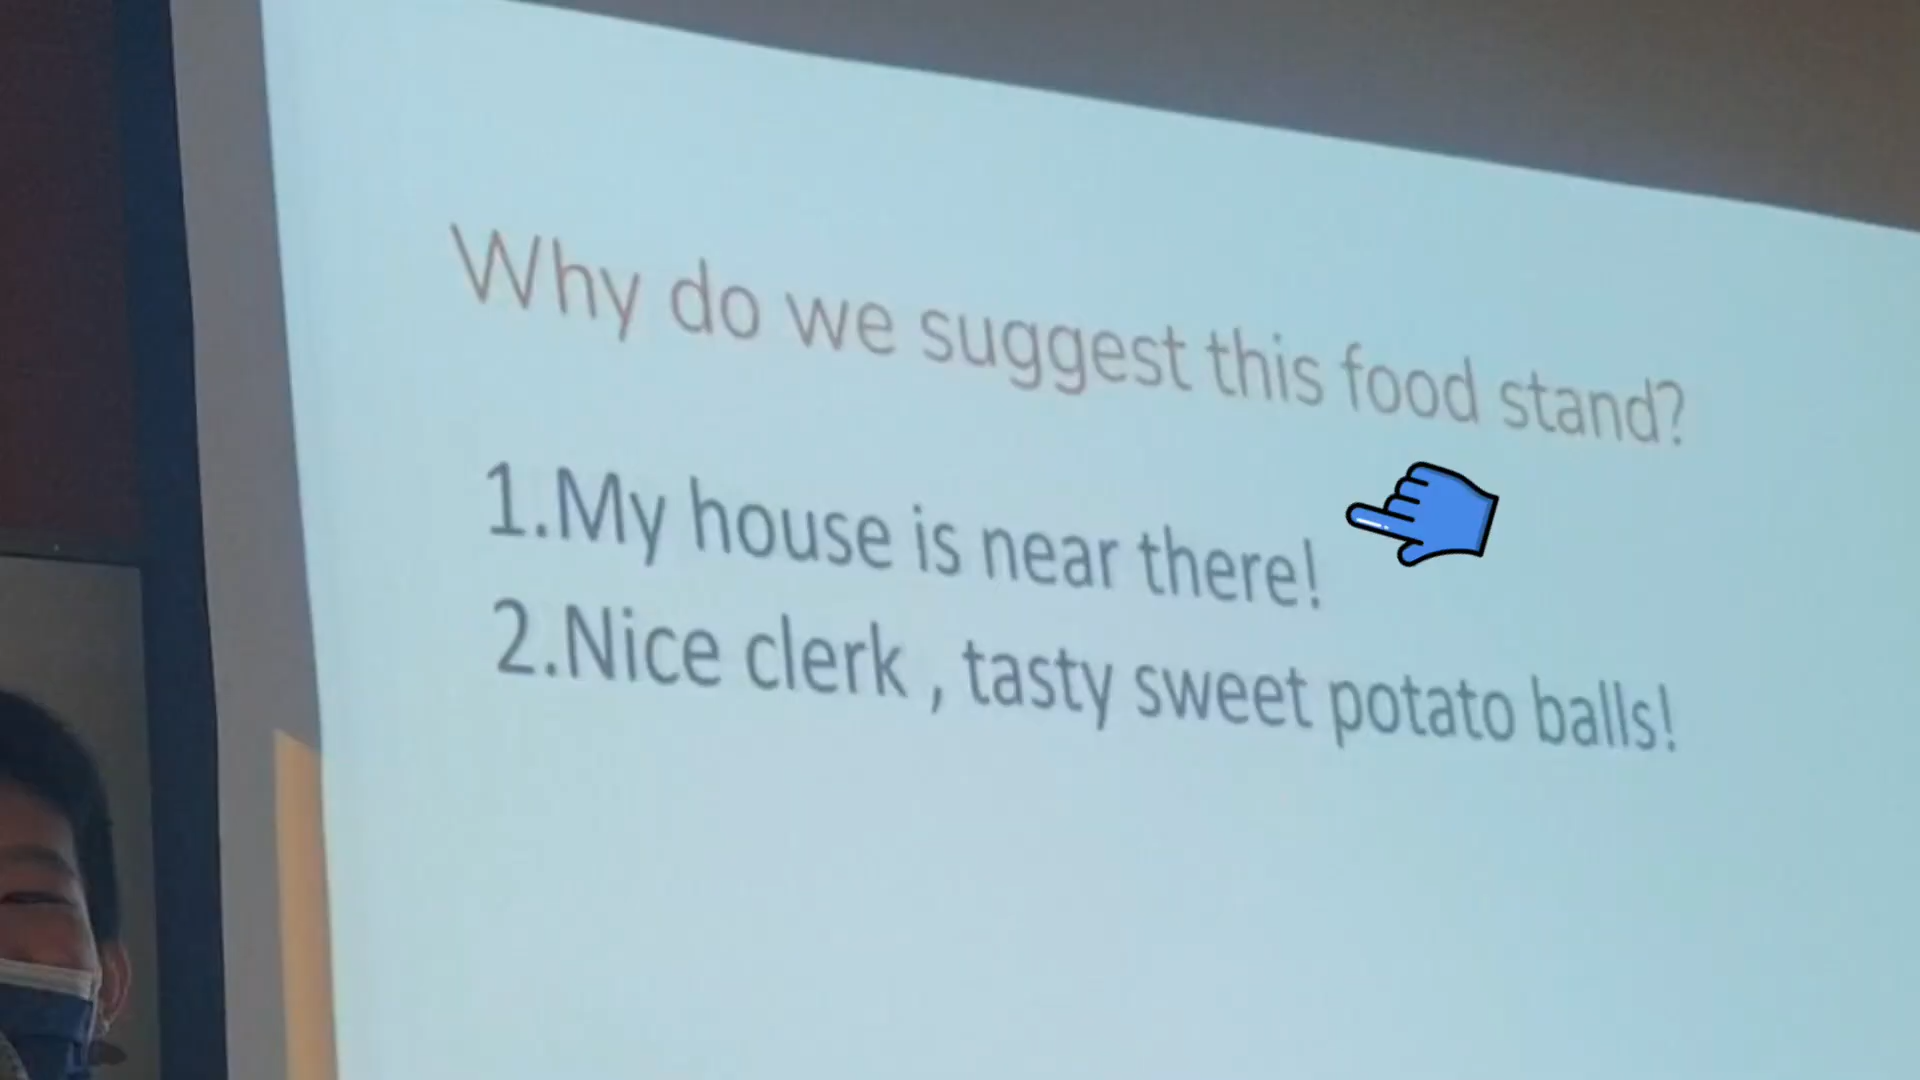 Why do we suggest this food stand?
1.My house is near there!
2.Nice clerk , tasty sweet potato balls!